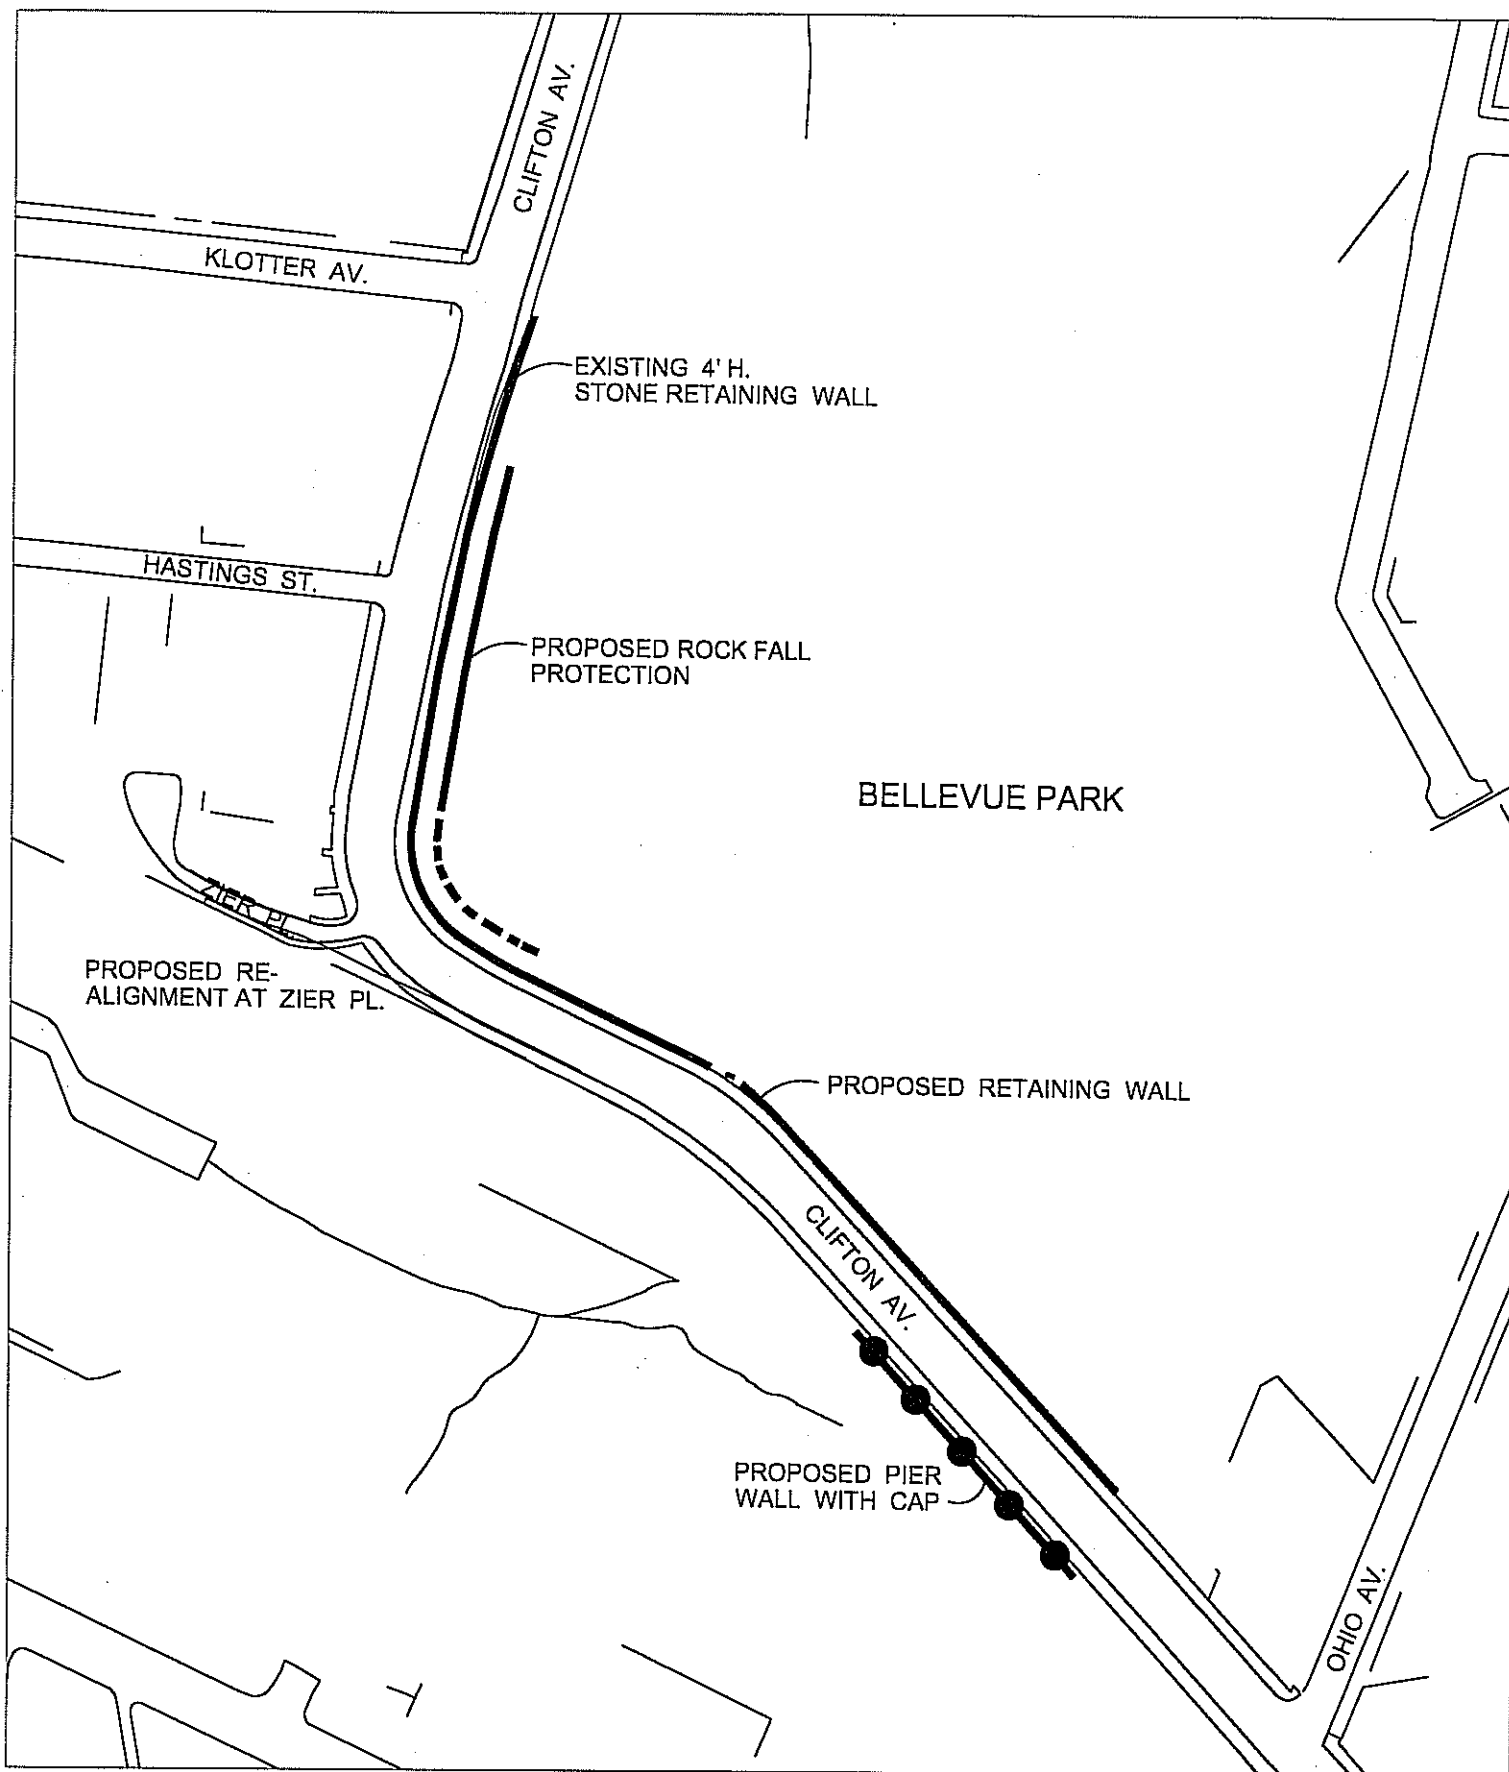 CLIFTON AV.
KLOTTER AV.
EXISTING 4' H.
STONE RETAINING WALL
HASTINGS ST.
PROPOSED ROCK FALL
PROTECTION
BELLEVUE PARK
ZIER PL.
PROPOSED RE-
ALIGNMENT AT ZIER PL.
PROPOSED RETAINING WALL
CLIFTON AV.
PROPOSED PIER
WALL WITH CAP
OHIO AV.